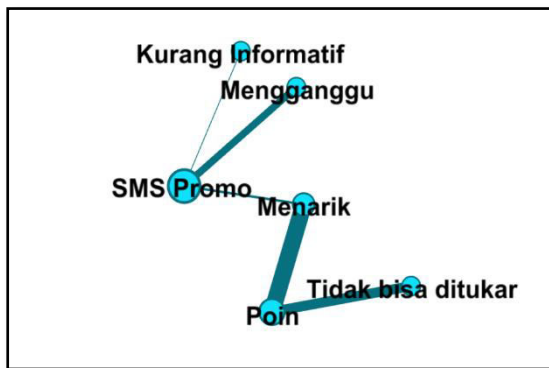 Kurang Informatif
Mengganggu
SMS Promo
Menarik
Tidak bisa ditukar
Poin